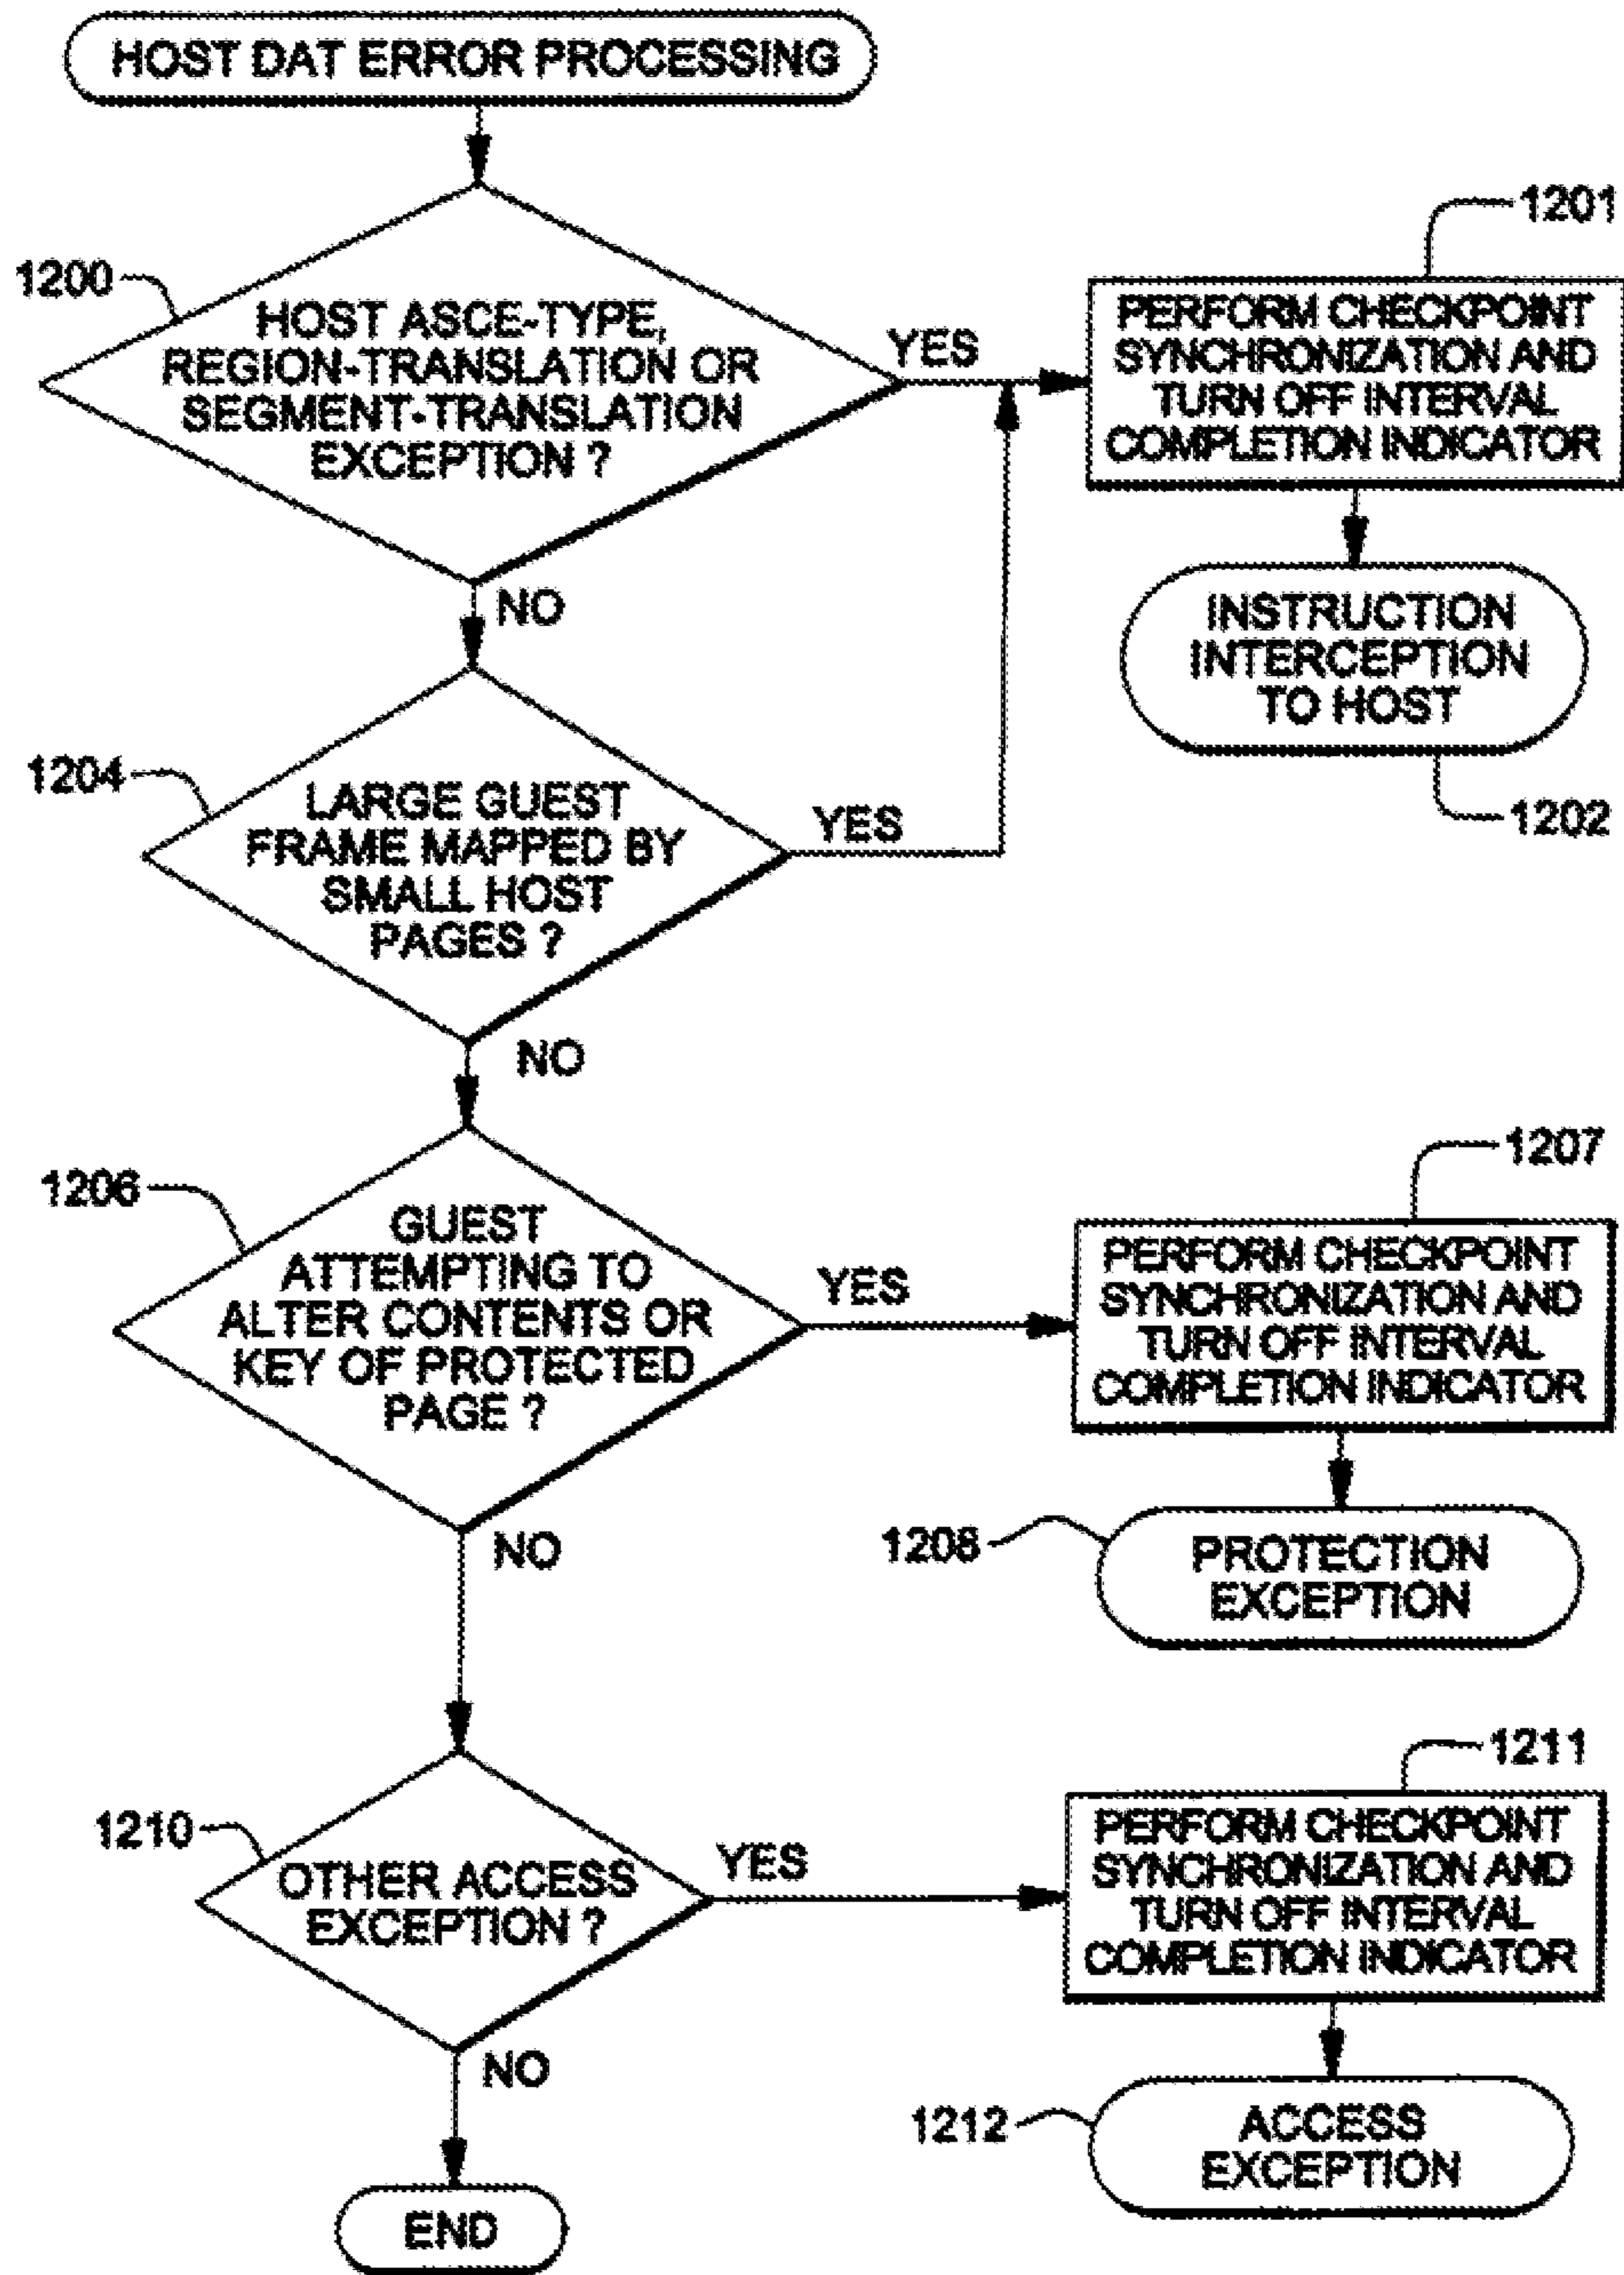 HOST DAT ERROR PROCESSING
1200
HOST ASCE-TYPE,
REGION-TRANSLATION OR
SEGMENT-TRANSLATION
EXCEPTION ?
YES
1201
PERFORM CHECKPOINT
SYNCHRONIZATION AND
TURN OFF INTERVAL
COMPLETION INDICATOR
NO
INSTRUCTION
INTERCEPTION
TO HOST
1202
1204
LARGE GUEST
FRAME MAPPED BY
SMALL HOST
PAGES ?
YES
NO
1206
GUEST
ATTEMPTING TO
ALTER CONTENTS OR
KEY OF PROTECTED
PAGE ?
YES
1207
PERFORM CHECKPOINT
SYNCHRONIZATION AND
TURN OFF INTERVAL
COMPLETION INDICATOR
NO
1208
PROTECTION
EXCEPTION
1210
OTHER ACCESS
EXCEPTION ?
YES
1211
PERFORM CHECKPOINT
SYNCHRONIZATION AND
TURN OFF INTERVAL
COMPLETION INDICATOR
NO
1212
ACCESS
EXCEPTION
END